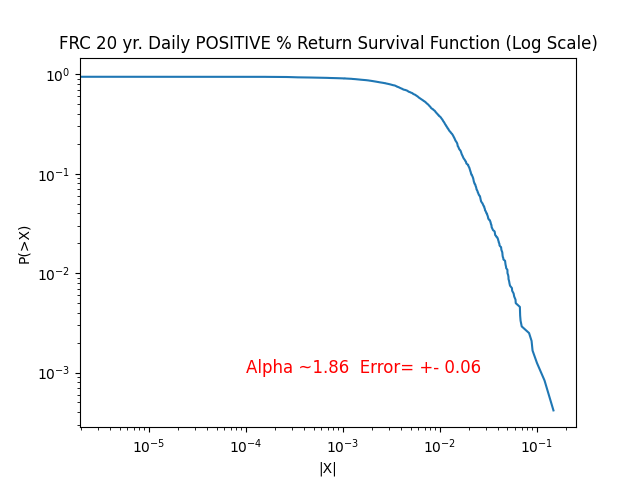 FRC 20 yr. Daily POSITIVE % Return Survival Function (Log Scale)
10⁰
10⁻¹
10⁻²
10⁻³
P(>X)
Alpha ~1.86  Error= +- 0.06
10⁻⁵ 10⁻⁴ 10⁻³ 10⁻² 10⁻¹
|X|